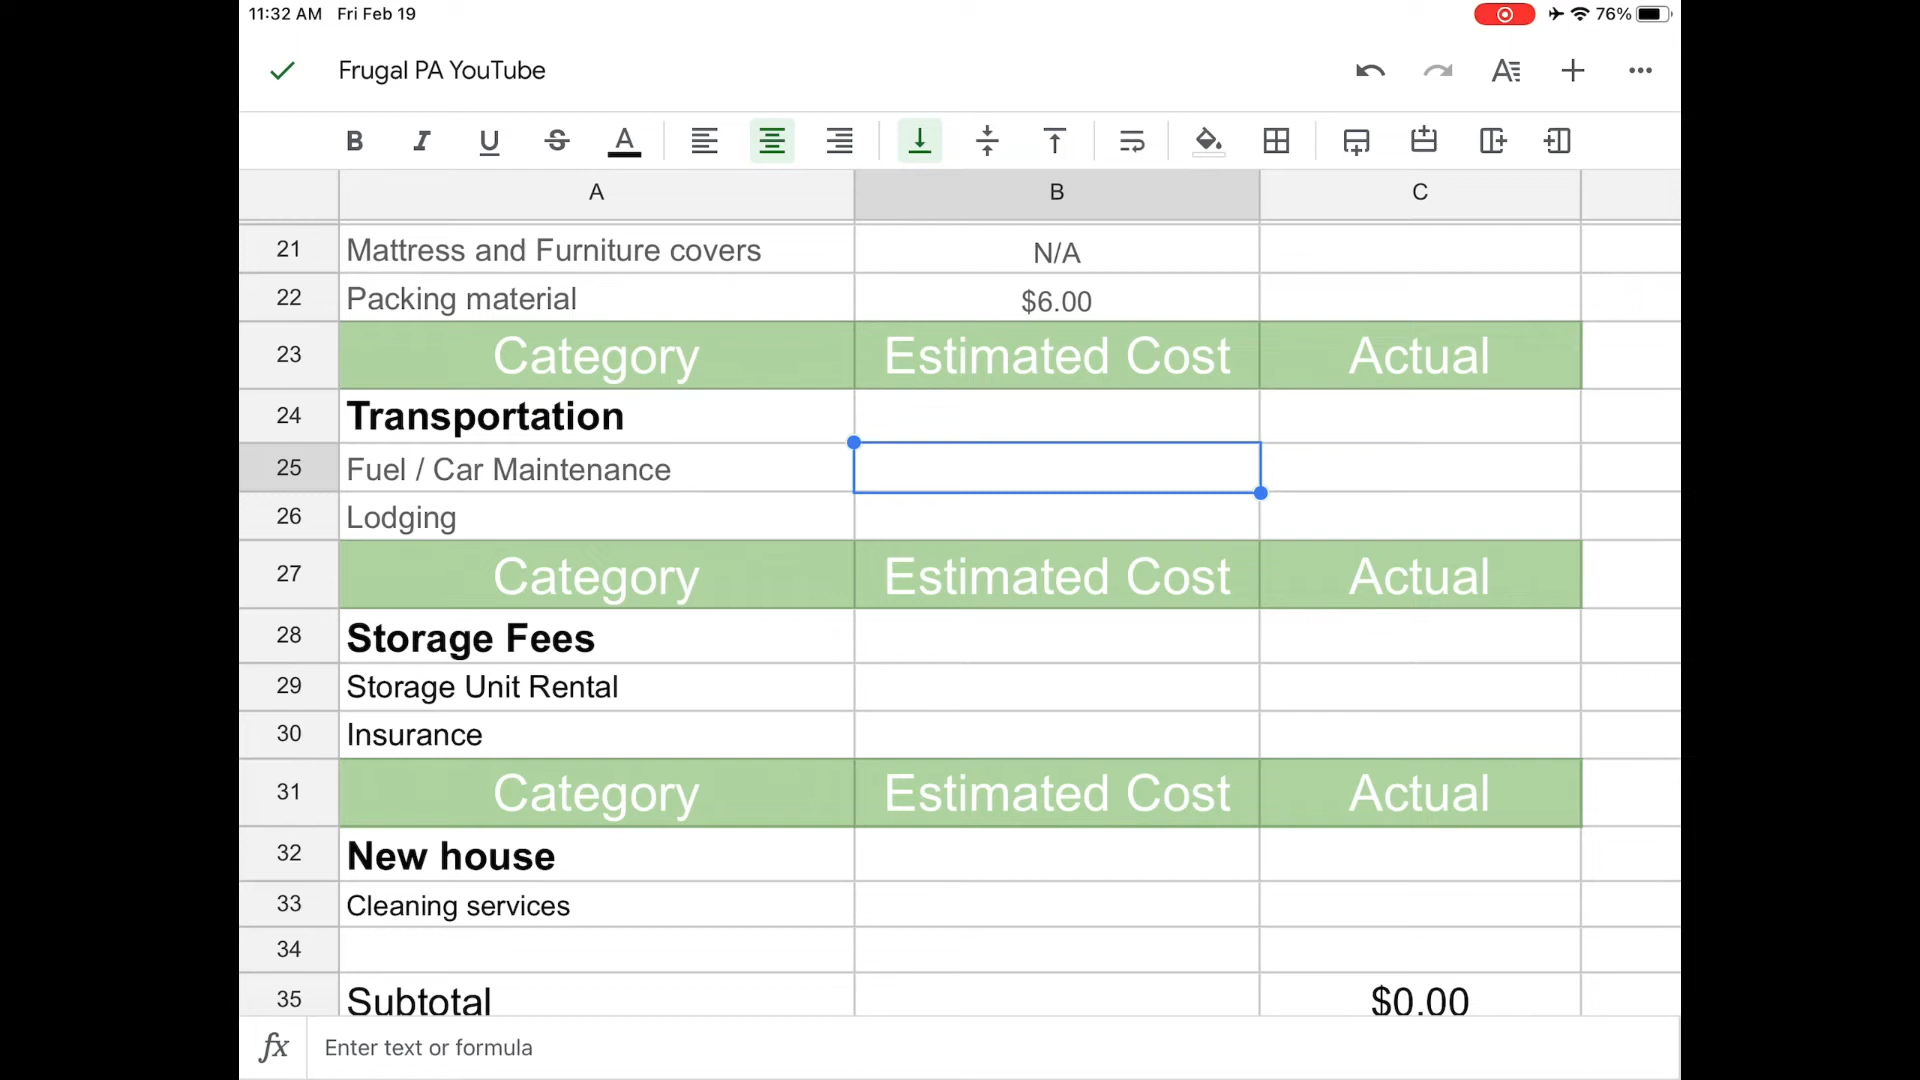 11:32 AM Fri Feb 19 76%
Frugal PA YouTube
B I U S A
A B C
21 Mattress and Furniture covers N/A
22 Packing material $6.00
23 Category Estimated Cost Actual
24 Transportation
25 Fuel / Car Maintenance
26 Lodging
27 Category Estimated Cost Actual
28 Storage Fees
29 Storage Unit Rental
30 Insurance
31 Category Estimated Cost Actual
32 New house
33 Cleaning services
34
35 Subtotal $0.00
fx Enter text or formula